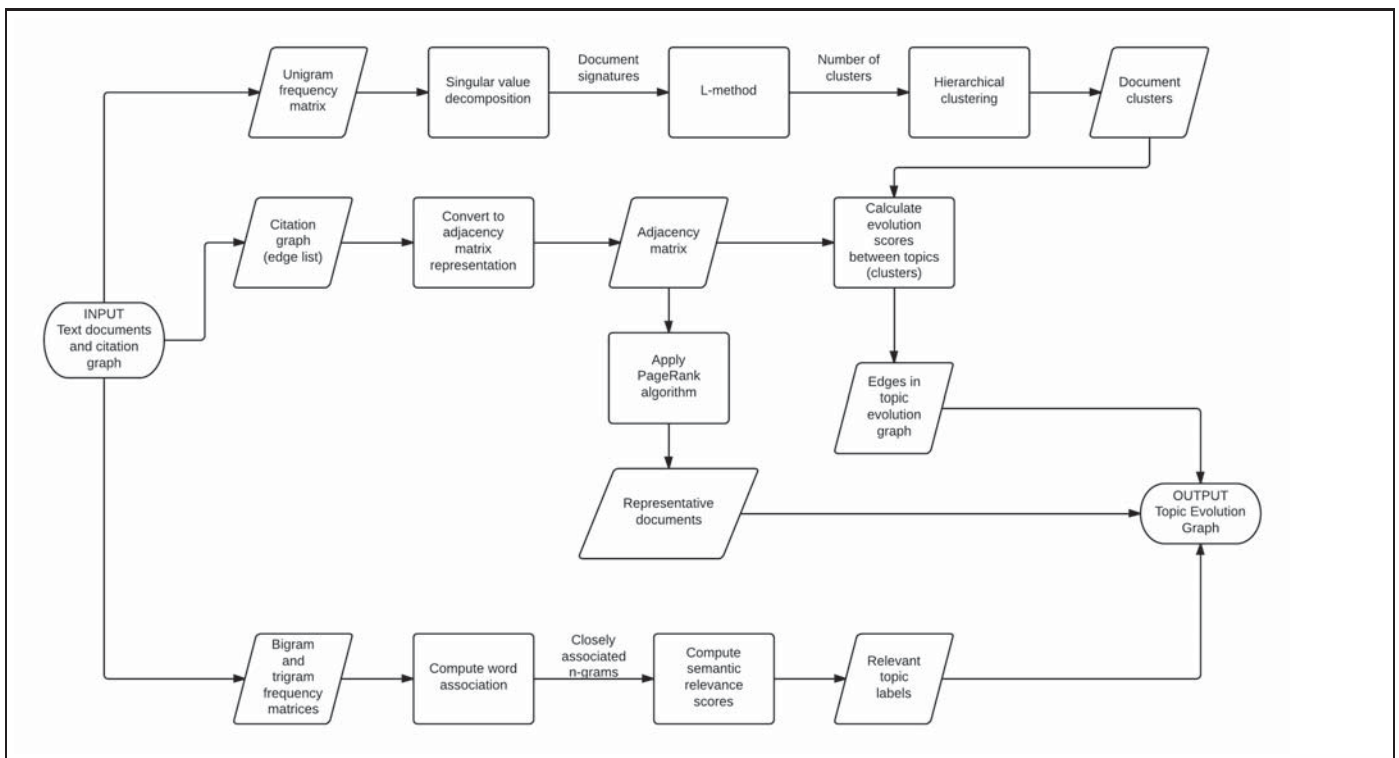 Unigram
frequency
matrix
Singular value
decomposition
Document
signatures
L-method
Number of
clusters
Hierarchical
clustering
Document
clusters
Citation
graph
(edge list)
Convert to
adjacency
matrix
representation
Adjacency
matrix
Calculate
evolution
scores
between topics
(clusters)
INPUT
Text documents
and citation
graph
Apply
PageRank
algorithm
Edges in
topic
evolution
graph
Representative
documents
OUTPUT
Topic Evolution
Graph
Bigram
and
trigram
frequency
matrices
Compute word
association
Closely
associated
n-grams
Compute
semantic
relevance
scores
Relevant
topic
labels